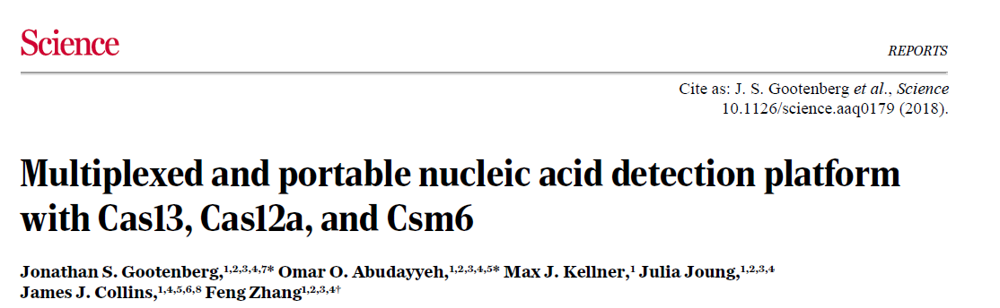 Science
REPORTS
Cite as: J. S. Gootenberg et al., Science
10.1126/science.aaq0179 (2018).
Multiplexed and portable nucleic acid detection platform
with Cas13, Cas12a, and Csm6
Jonathan S. Gootenberg,1,2,3,4,7* Omar O. Abudayyeh,1,2,3,4,5* Max J. Kellner,1 Julia Joung,1,2,3,4
James J. Collins,1,4,5,6,8 Feng Zhang1,2,3,4†